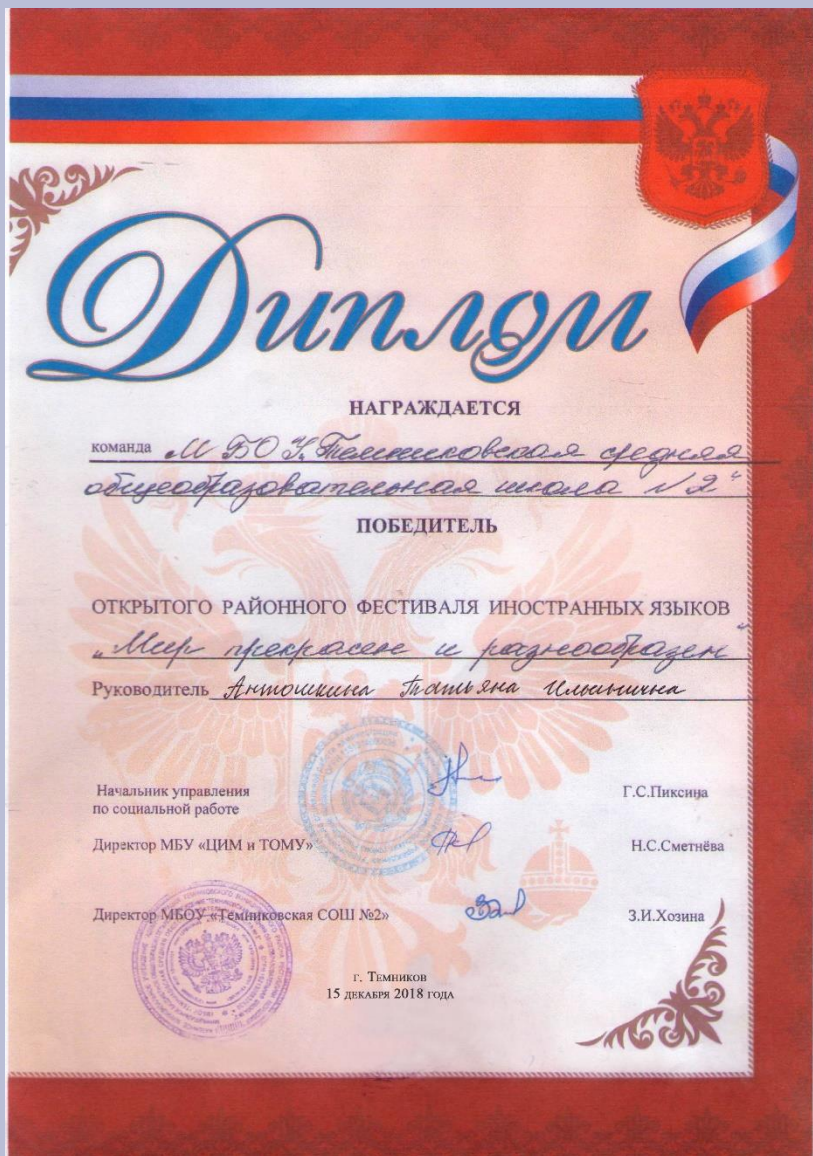 Диплом
НАГРАЖДАЕТСЯ
команда МБОУ „Темниковская средняя
общеобразовательная школа №2“
ПОБЕДИТЕЛЬ
ОТКРЫТОГО РАЙОННОГО ФЕСТИВАЛЯ ИНОСТРАННЫХ ЯЗЫКОВ
„Мир прекрасен и разнообразен“
Руководитель Антошкина Татьяна Ильинична
Начальник управления
по социальной работе Г.С.Пиксина
Директор МБУ «ЦИМ и ТОМУ» Н.С.Сметнёва
Директор МБОУ «Темниковская СОШ №2» З.И.Хозина
г. Темников
15 декабря 2018 года